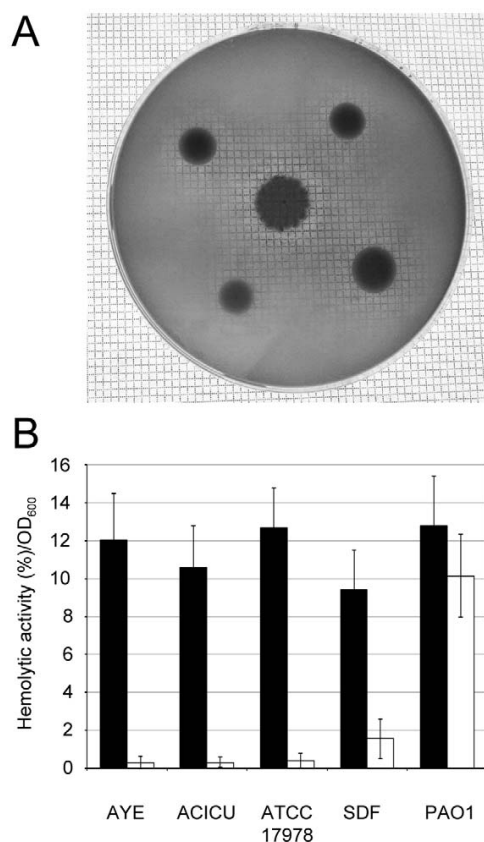 A
B
Hemolytic activity (%)/OD₆₀₀
16
14
12
10
8
6
4
2
0
AYE ACICU ATCC 17978 SDF PAO1